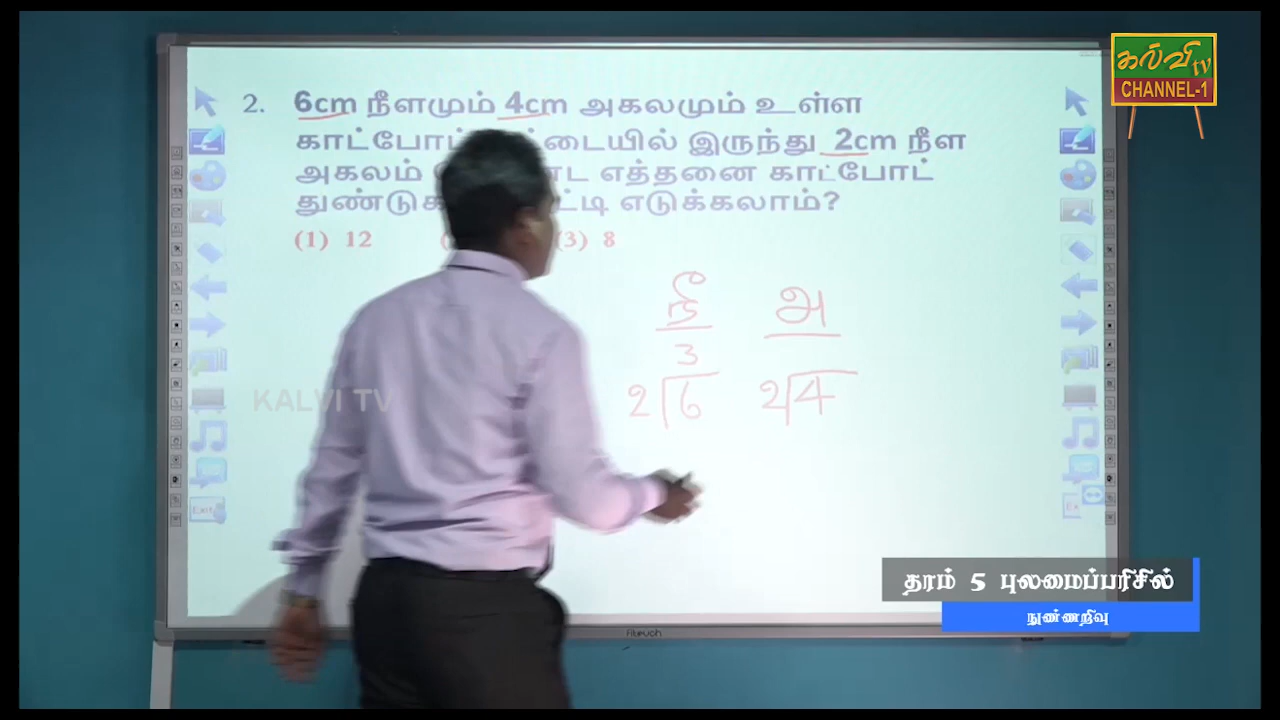 கல்வி TV
CHANNEL-1
2. 6cm நீளமும் 4cm அகலமும் உள்ள
இருந்து 2cm நீள
அகலம் எத்தனை காட்போட்
எடுக்கலாம்?
(1) 12 (3) 8
நீ அ
3
2 6 2 4
KALVI TV
Exit
தரம் 5 புலமைப்பரிசில்
நுண்ணறிவு